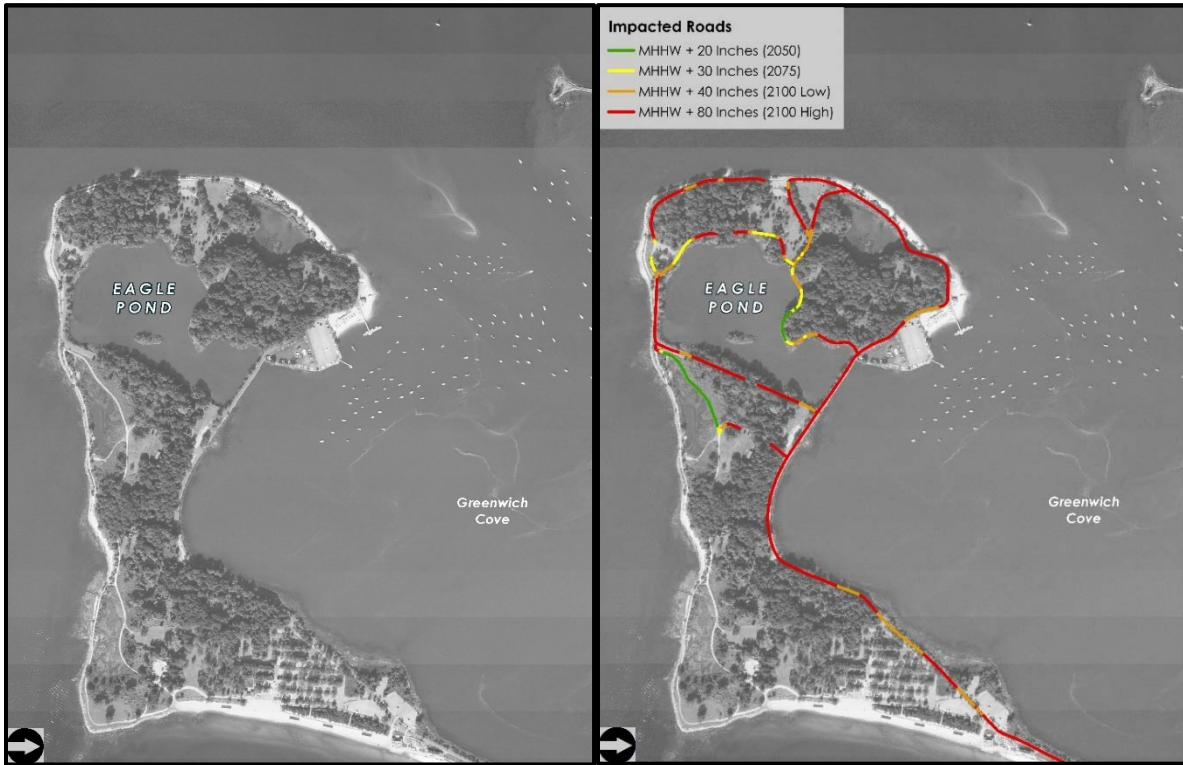 EAGLE
POND
Greenwich
Cove
Impacted Roads
MHHW + 20 Inches (2050)
MHHW + 30 Inches (2075)
MHHW + 40 Inches (2100 Low)
MHHW + 80 Inches (2100 High)
EAGLE
POND
Greenwich
Cove